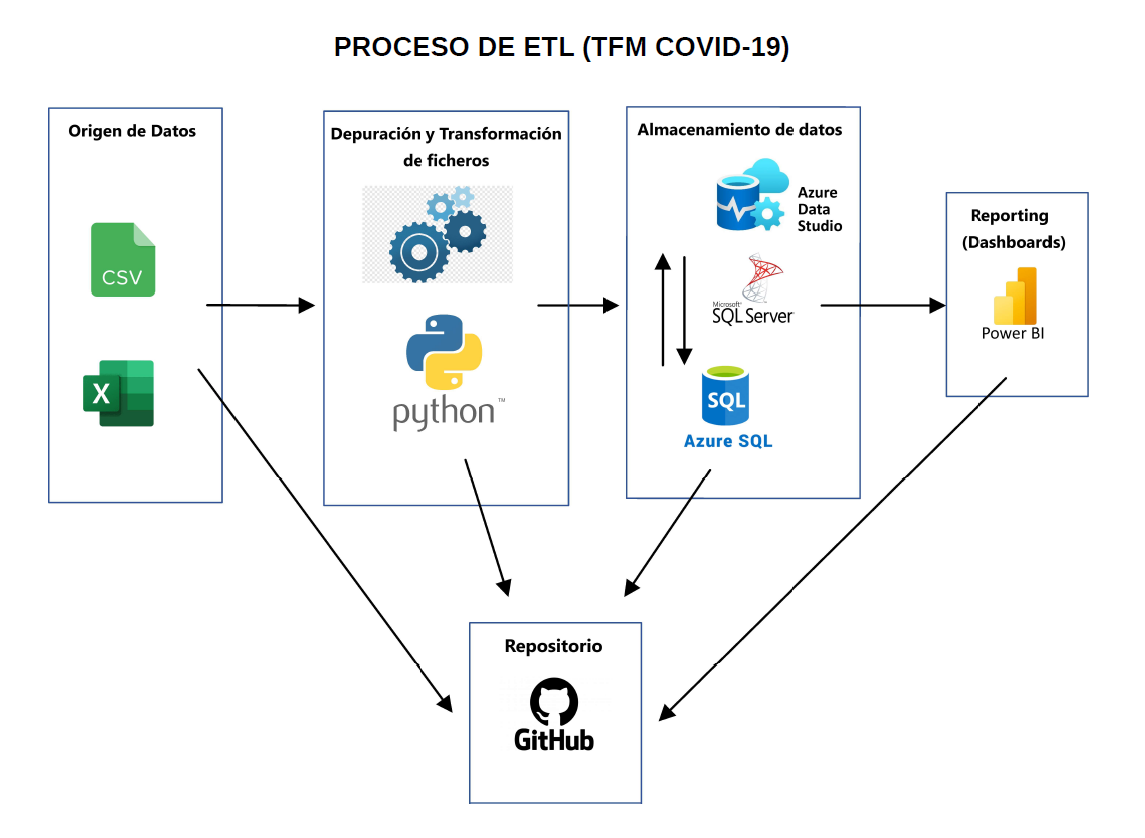 PROCESO DE ETL (TFM COVID-19)
Origen de Datos
CSV
X
Depuración y Transformación
de ficheros
python™
Almacenamiento de datos
Azure
Data
Studio
Microsoft®
SQL Server
SQL
Azure SQL
Reporting
(Dashboards)
Power BI
Repositorio
GitHub